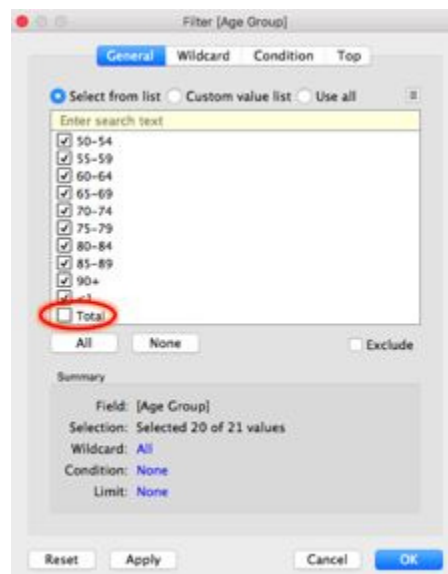 Filter [Age Group]
General Wildcard Condition Top
Select from list Custom value list Use all
Enter search text
50-54
55-59
60-64
65-69
70-74
75-79
80-84
85-89
90+
<1
Total
All None Exclude
Summary
Field: [Age Group]
Selection: Selected 20 of 21 values
Wildcard: All
Condition: None
Limit: None
Reset Apply Cancel OK